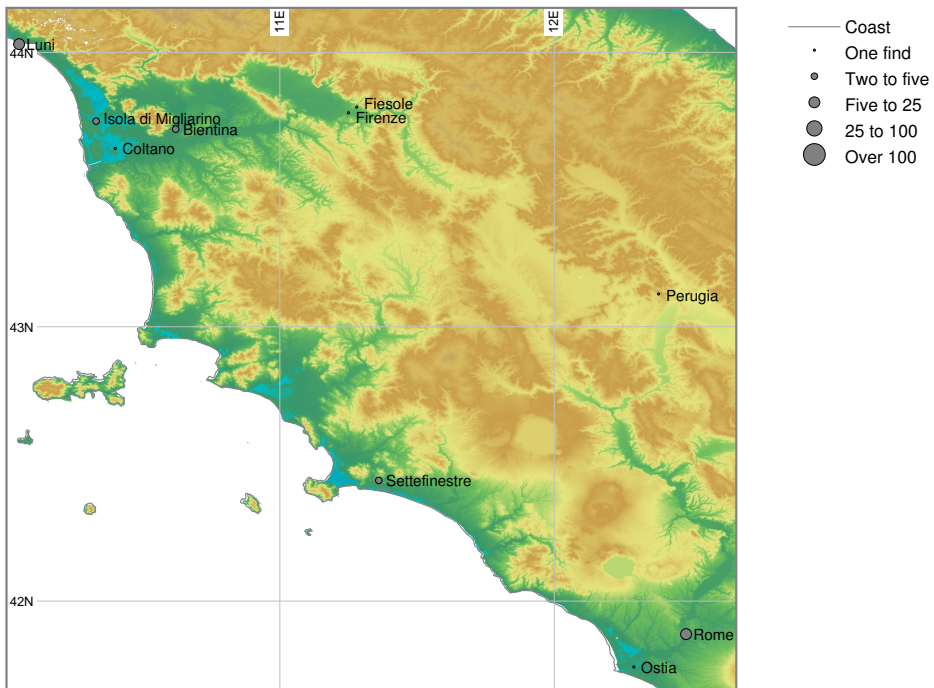 11E
12E
Luni
44N
Fiesole
Firenze
Isola di Migliarino
Bientina
Coltano
Perugia
43N
Settefinestre
42N
Rome
Ostia
Coast
One find
Two to five
Five to 25
25 to 100
Over 100